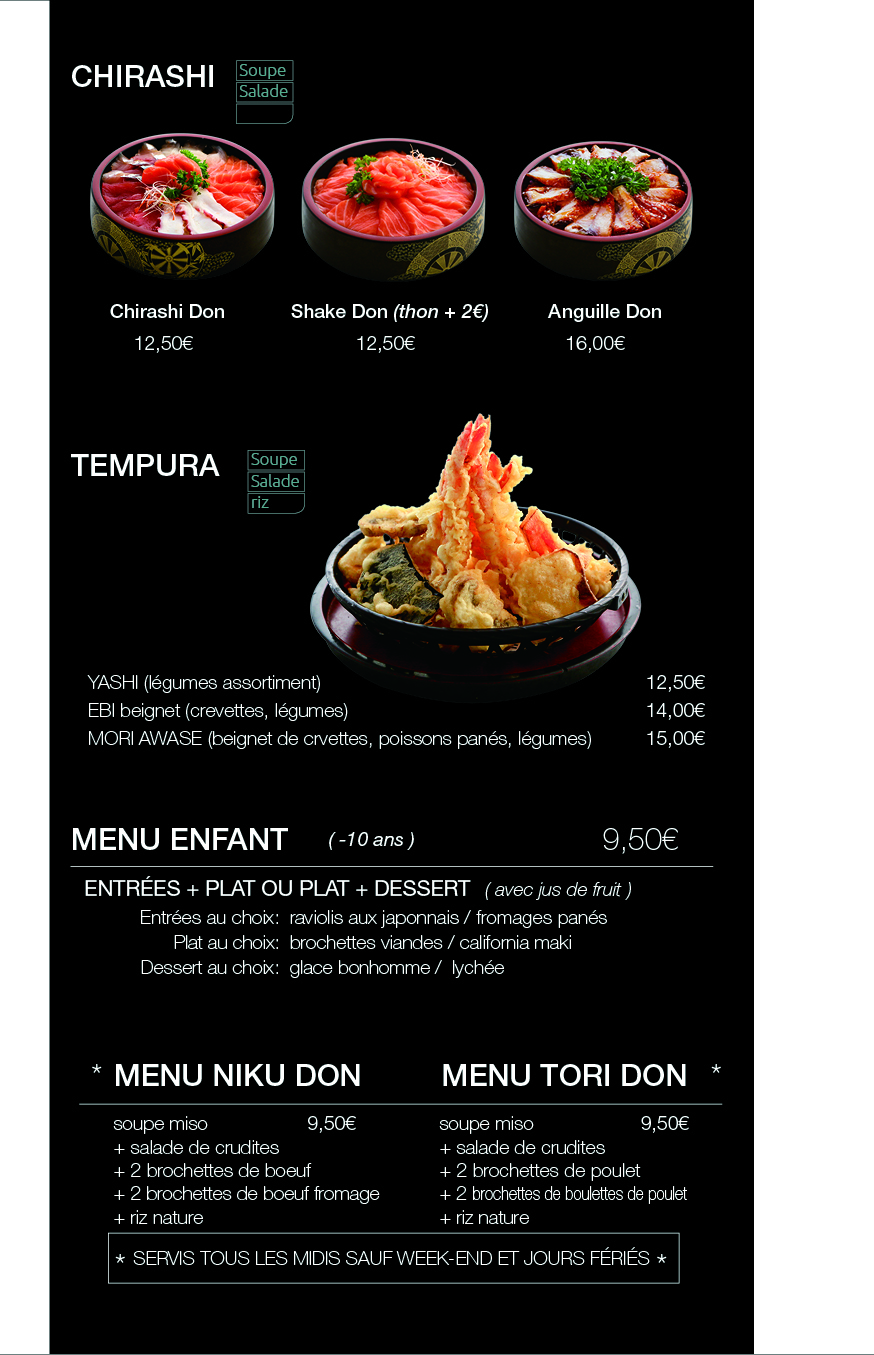 CHIRASHI
Soupe
Salade
Chirashi Don
Shake Don (thon + 2€)
Anguille Don
12,50€
12,50€
16,00€
TEMPURA
Soupe
Salade
riz
YASHI (légumes assortiment) 12,50€
EBI beignet (crevettes, légumes) 14,00€
MORI AWASE (beignet de crvettes, poissons panés, légumes) 15,00€
MENU ENFANT ( -10 ans ) 9,50€
ENTRÉES + PLAT OU PLAT + DESSERT ( avec jus de fruit )
Entrées au choix: raviolis aux japonnais / fromages panés
Plat au choix: brochettes viandes / california maki
Dessert au choix: glace bonhomme / lychée
* MENU NIKU DON
soupe miso 9,50€
+ salade de crudites
+ 2 brochettes de boeuf
+ 2 brochettes de boeuf fromage
+ riz nature
MENU TORI DON *
soupe miso 9,50€
+ salade de crudites
+ 2 brochettes de poulet
+ 2 brochettes de boulettes de poulet
+ riz nature
* SERVIS TOUS LES MIDIS SAUF WEEK-END ET JOURS FÉRIÉS *